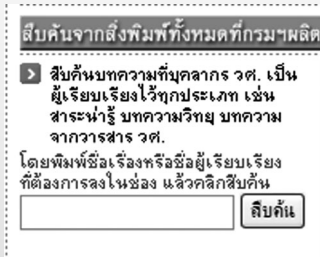 สืบค้นจากสิ่งพิมพ์ทั้งหมดที่กรมฯผลิต
สืบค้นบทความที่บุคลากร วศ. เป็น
ผู้เรียบเรียงไว้ทุกประเภท เช่น
สาระน่ารู้ บทความวิทยุ บทความ
จากวารสาร วศ.
โดยพิมพ์ชื่อเรื่องหรือชื่อผู้เรียบเรียง
ที่ต้องการลงในช่อง แล้วคลิกสืบค้น
สืบค้น